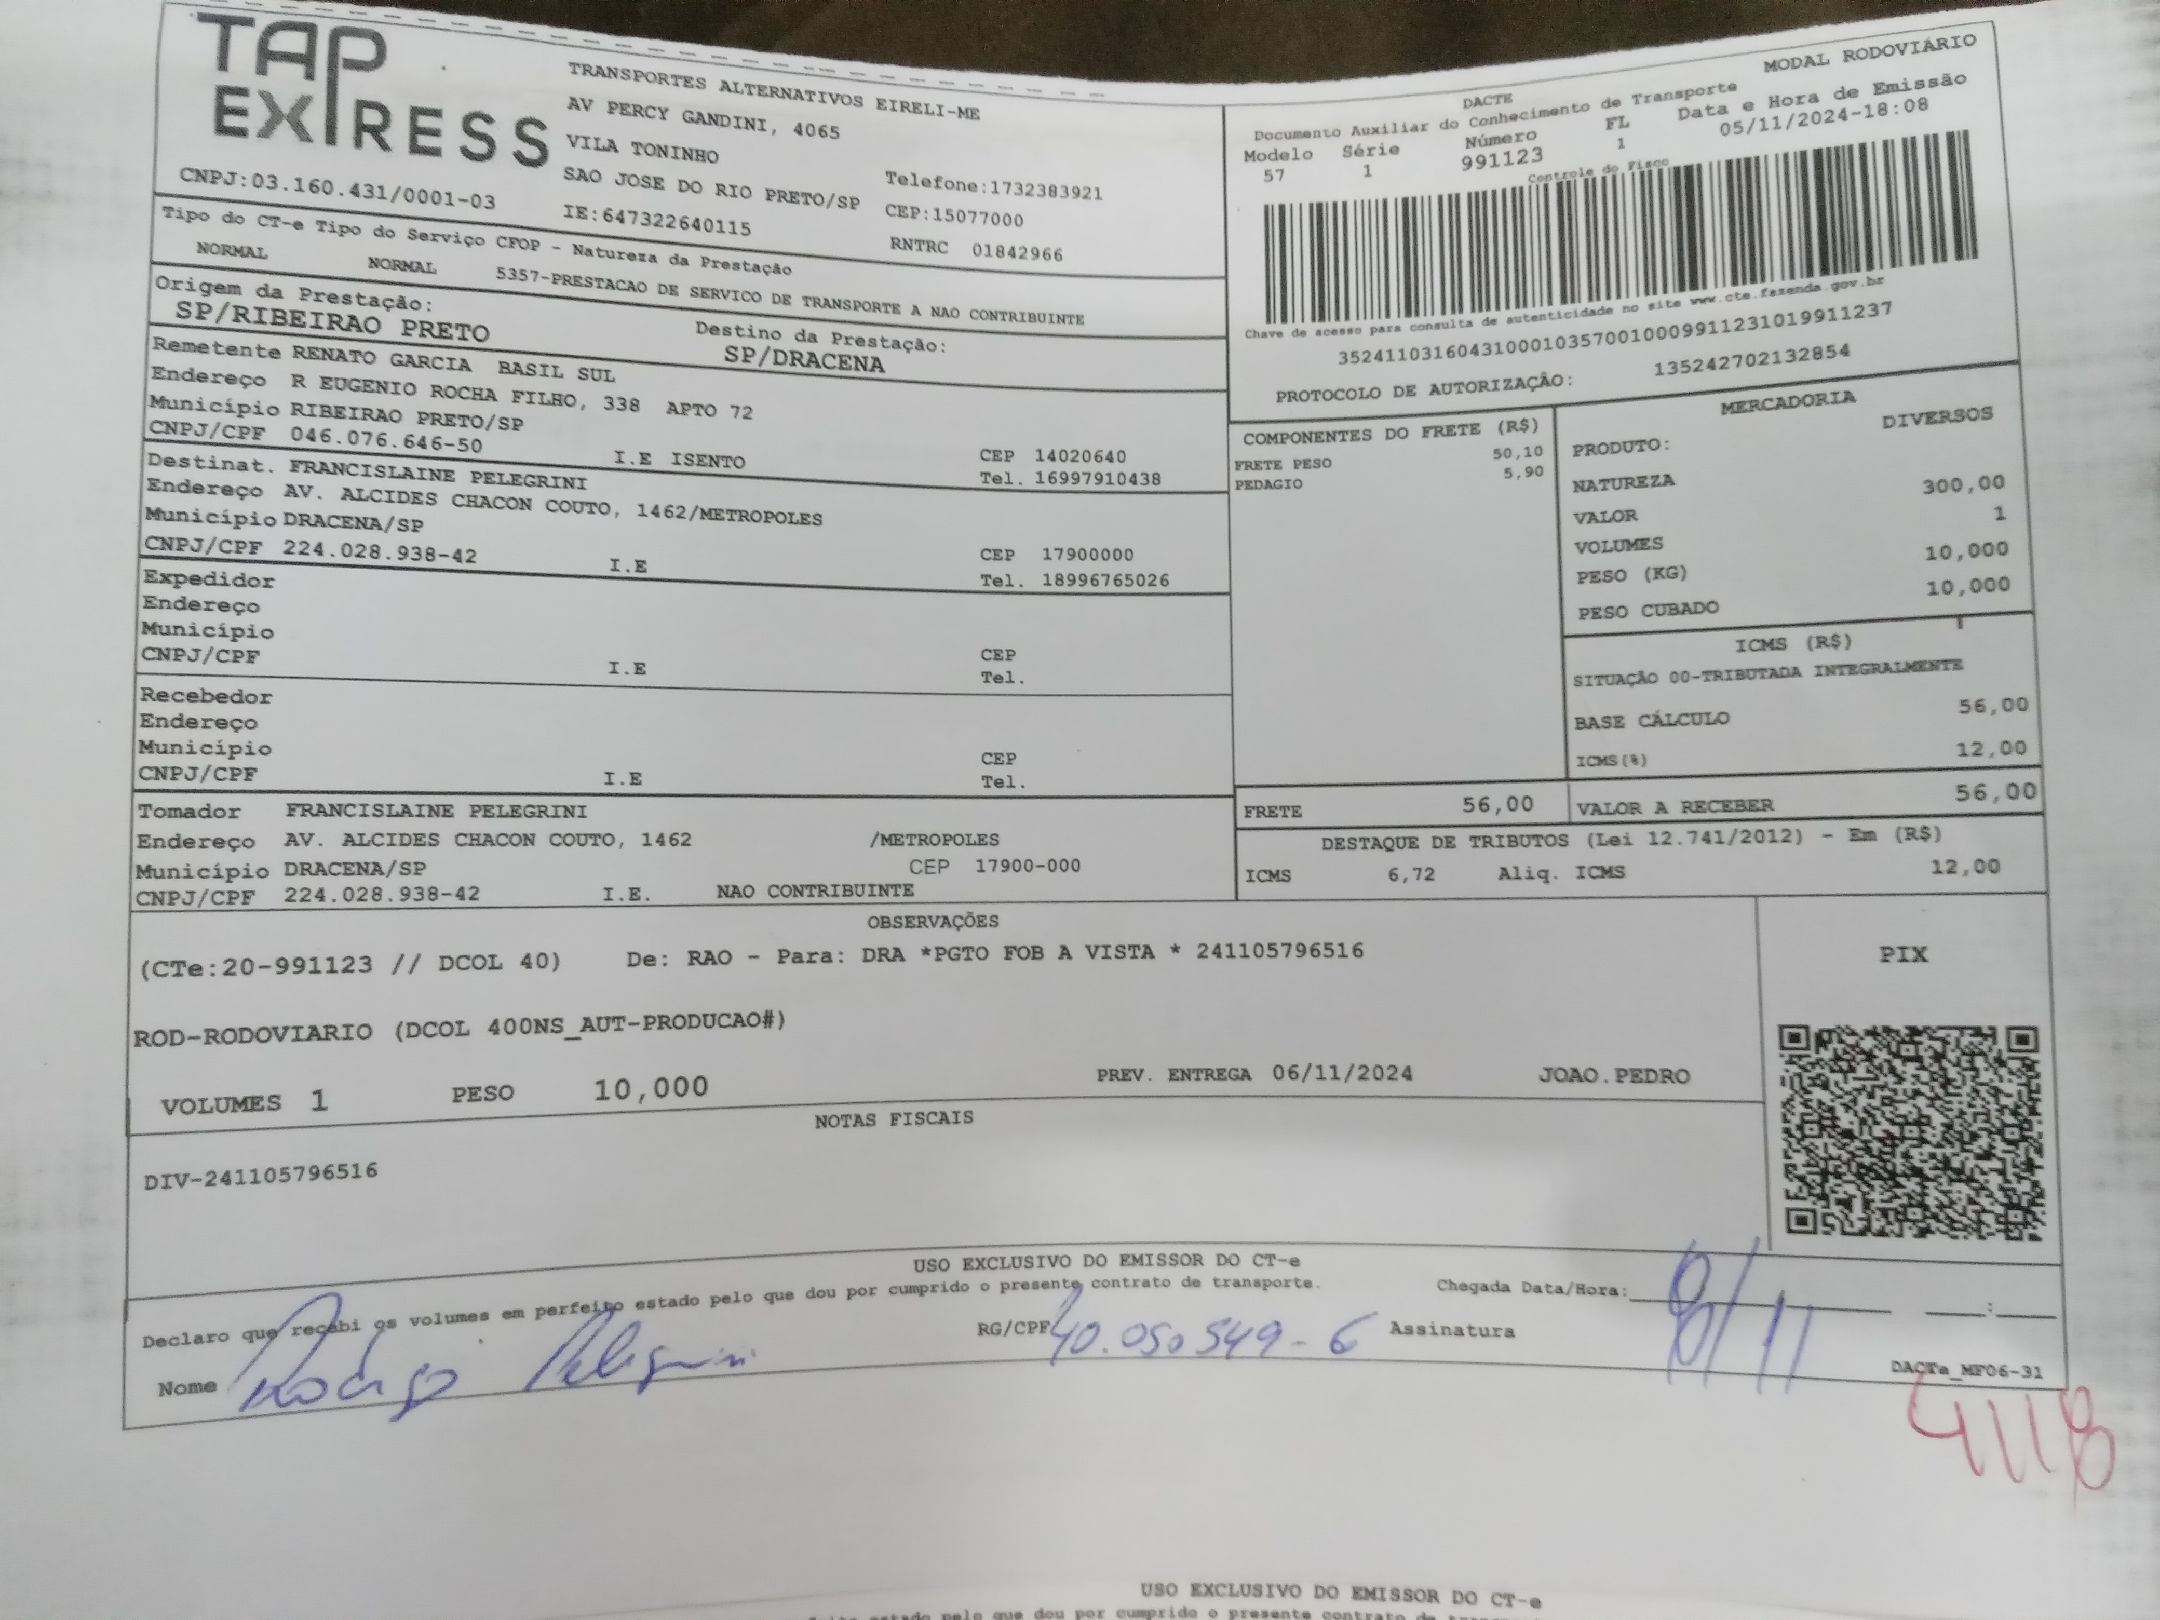 TAP
EXPRESS
TRANSPORTES ALTERNATIVOS EIRELI-ME
AV PERCY GANDINI, 4065
VILA TONINHO
SAO JOSE DO RIO PRETO/SP
Telefone:1732383921
CNPJ:03.160.431/0001-03
IE:647322640115
CEP:15077000
RNTRC 01842966
MODAL RODOVIÁRIO
DACTE
Documento Auxiliar do Conhecimento de Transporte
Modelo Série Número FL Data e Hora de Emissão
57 1 991123 1 05/11/2024-18:08
Controle do Fisco
Chave de acesso para consulta de autenticidade no site www.cte.fazenda.gov.br
35241103160431000103570010009911231019911237
PROTOCOLO DE AUTORIZAÇÃO: 135242702132854
Tipo do CT-e Tipo do Serviço CFOP - Natureza da Prestação
NORMAL NORMAL 5357-PRESTACAO DE SERVICO DE TRANSPORTE A NAO CONTRIBUINTE
Origem da Prestação: Destino da Prestação:
SP/RIBEIRAO PRETO SP/DRACENA
Remetente RENATO GARCIA BASIL SUL
Endereço R EUGENIO ROCHA FILHO, 338 APTO 72
Município RIBEIRAO PRETO/SP CEP 14020640
CNPJ/CPF 046.076.646-50 I.E ISENTO Tel. 16997910438
Destinat. FRANCISLAINE PELEGRINI
Endereço AV. ALCIDES CHACON COUTO, 1462/METROPOLES
Município DRACENA/SP CEP 17900000
CNPJ/CPF 224.028.938-42 I.E Tel. 18996765026
Expedidor
Endereço
Município CEP
CNPJ/CPF I.E Tel.
Recebedor
Endereço
Município CEP
CNPJ/CPF I.E Tel.
Tomador FRANCISLAINE PELEGRINI
Endereço AV. ALCIDES CHACON COUTO, 1462 /METROPOLES
Município DRACENA/SP CEP 17900-000
CNPJ/CPF 224.028.938-42 I.E. NAO CONTRIBUINTE
COMPONENTES DO FRETE (R$)
FRETE PESO 50,10
PEDAGIO 5,90
MERCADORIA
PRODUTO: DIVERSOS
NATUREZA
VALOR 300,00
VOLUMES 1
PESO (KG) 10,000
PESO CUBADO 10,000
ICMS (R$)
SITUAÇÃO 00-TRIBUTADA INTEGRALMENTE
BASE CÁLCULO 56,00
ICMS(%) 12,00
FRETE 56,00 VALOR A RECEBER 56,00
DESTAQUE DE TRIBUTOS (Lei 12.741/2012) - Em (R$)
ICMS 6,72 Aliq. ICMS 12,00
OBSERVAÇÕES
(CTe:20-991123 // DCOL 40) De: RAO - Para: DRA *PGTO FOB A VISTA * 241105796516
PIX
ROD-RODOVIARIO (DCOL 400NS_AUT-PRODUCAO#)
VOLUMES 1 PESO 10,000 PREV. ENTREGA 06/11/2024 JOAO.PEDRO
NOTAS FISCAIS
DIV-241105796516
USO EXCLUSIVO DO EMISSOR DO CT-e
Declaro que recebi os volumes em perfeito estado pelo que dou por cumprido o presente contrato de transporte. Chegada Data/Hora: :
Nome Rodrigo Pelegrini RG/CPF 40.050549-6 Assinatura 8/11
DACTe_MF06-31
USO EXCLUSIVO DO EMISSOR DO CT-e
estado pelo que dou por cumprido o presente contrato de